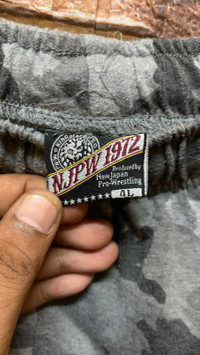 NJPW 1972
Produced by
New Japan
Pro-Wrestling
4L